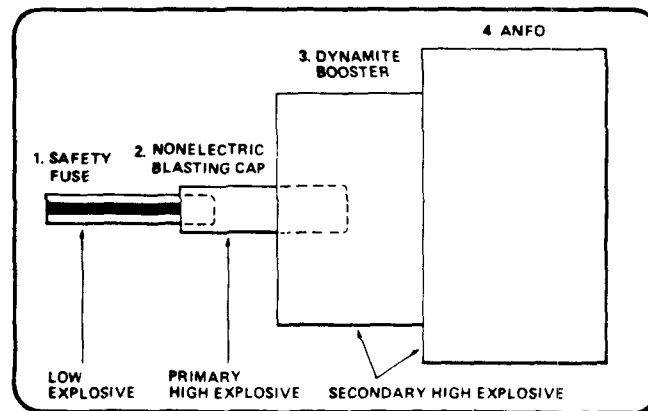 4 ANFO
3. DYNAMITE
BOOSTER
2. NONELECTRIC
BLASTING CAP
1. SAFETY
FUSE
LOW
EXPLOSIVE
PRIMARY
HIGH EXPLOSIVE
SECONDARY HIGH EXPLOSIVE